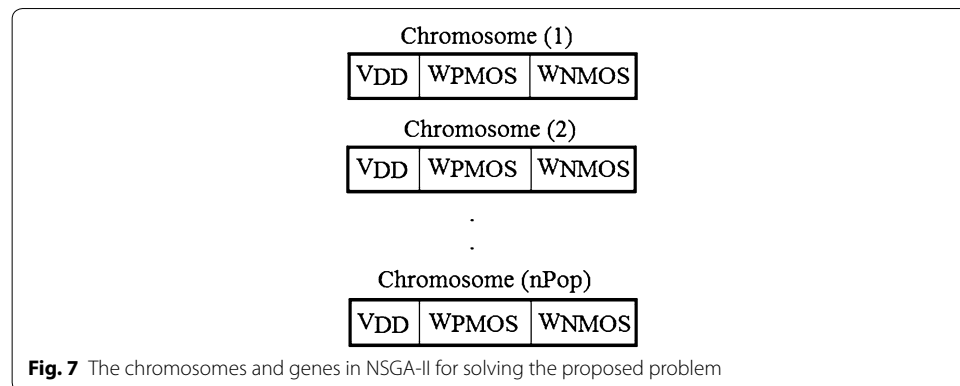 Chromosome (1)
VDD WPMOS WNMOS
Chromosome (2)
VDD WPMOS WNMOS
.
.
Chromosome (nPop)
VDD WPMOS WNMOS
Fig. 7 The chromosomes and genes in NSGA-II for solving the proposed problem